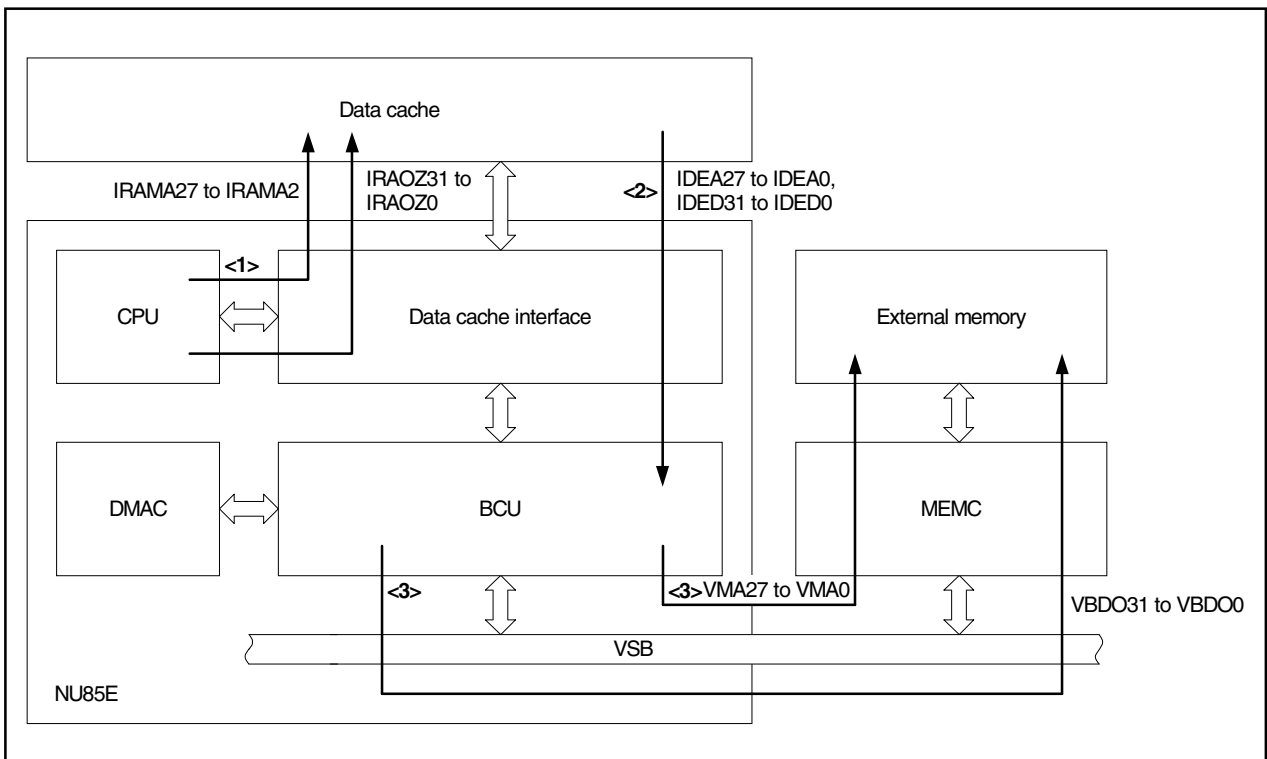 Data cache
IRAMA27 to IRAMA2
IRAOZ31 to
IRAOZ0
<2>
IDEA27 to IDEA0,
IDED31 to IDED0
<1>
CPU
Data cache interface
External memory
DMAC
BCU
MEMC
<3>
<3>VMA27 to VMA0
VBDO31 to VBDO0
VSB
NU85E